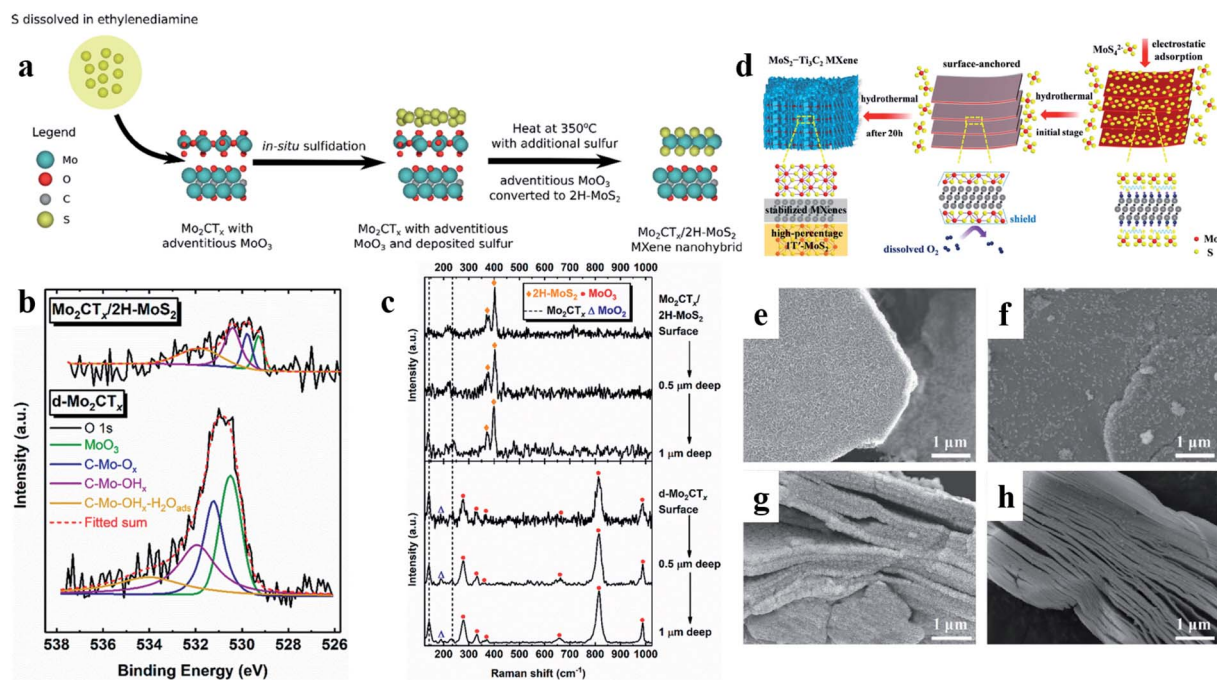 S dissolved in ethylenediamine
a
Legend
Mo
O
C
S
in-situ sulfidation
Heat at 350°C
with additional sulfur
adventitious MoO₃
converted to 2H-MoS₂
Mo₂CTₓ with
adventitious MoO₃
Mo₂CTₓ with adventitious
MoO₃ and deposited sulfur
Mo₂CTₓ/2H-MoS₂
MXene nanohybrid
d
MoS₂−Ti₃C₂ MXene
surface-anchored
MoS₄²⁻
electrostatic
adsorption
hydrothermal
after 20h
hydrothermal
initial stage
stabilized MXenes
high-percentage
1T′-MoS₂
shield
dissolved O₂
Mo
S
b
Mo₂CTₓ/2H-MoS₂
d-Mo₂CTₓ
O 1s
MoO₃
C-Mo-Oₓ
C-Mo-OHₓ
C-Mo-OHₓ-H₂Oads
Fitted sum
Intensity (a.u.)
538 536 534 532 530 528 526
Binding Energy (eV)
c
200 300 400 500 600 700 800 900 1000
2H-MoS₂ MoO₃
Mo₂CTₓ Δ MoO₂
Mo₂CTₓ/
2H-MoS₂
Surface
0.5 μm deep
1 μm deep
d-Mo₂CTₓ
Surface
0.5 μm deep
1 μm deep
Δ
Δ
Δ
Intensity (a.u.)
Intensity (a.u.)
200 300 400 500 600 700 800 900 1000
Raman shift (cm⁻¹)
e
1 μm
f
1 μm
g
1 μm
h
1 μm